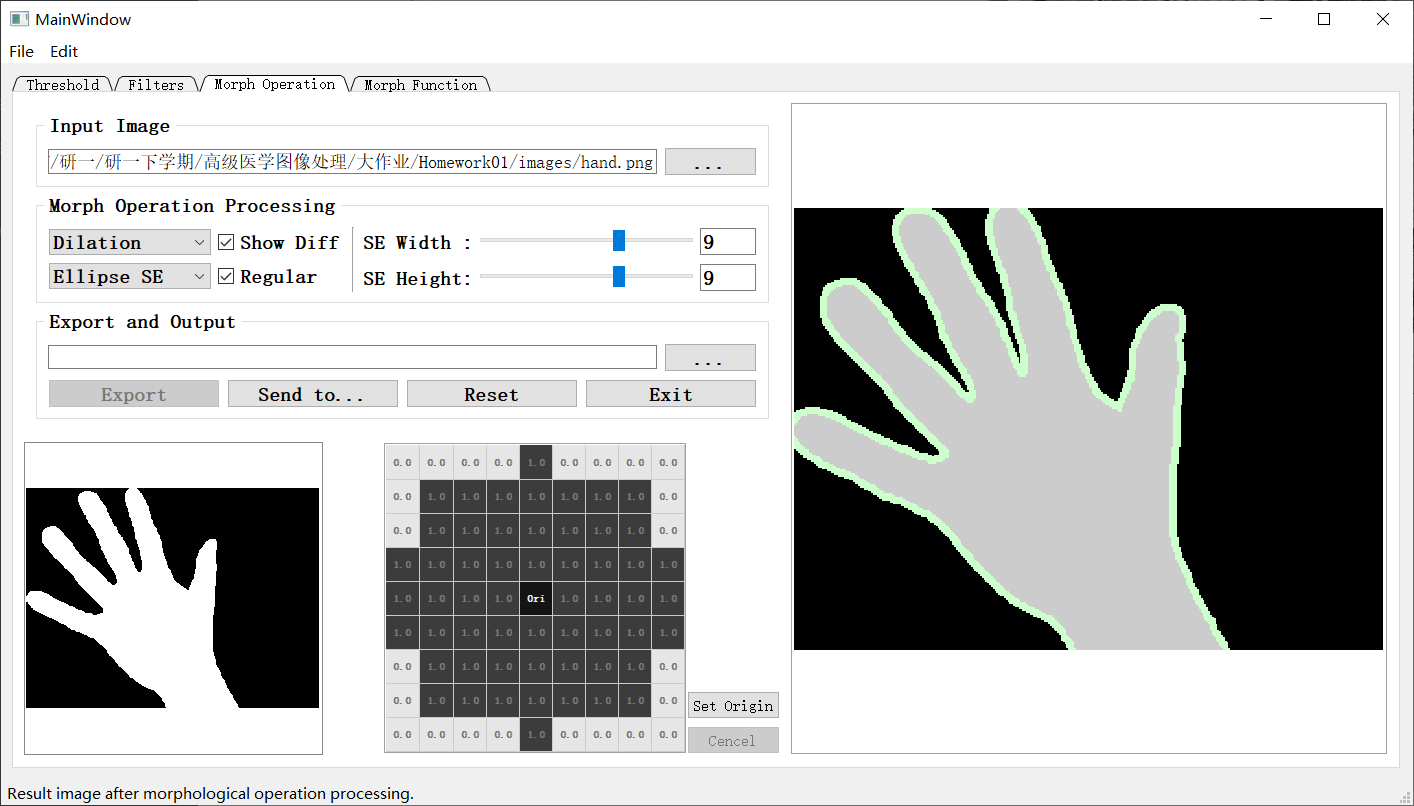 MainWindow
File Edit
Threshold Filters Morph Operation Morph Function
Input Image
/研一/研一下学期/高级医学图像处理/大作业/Homework01/images/hand.png ...
Morph Operation Processing
Dilation Show Diff SE Width : 9
Ellipse SE Regular SE Height: 9
Export and Output
...
Export Send to... Reset Exit
0.0 0.0 0.0 0.0 1.0 0.0 0.0 0.0 0.0
0.0 1.0 1.0 1.0 1.0 1.0 1.0 1.0 0.0
0.0 1.0 1.0 1.0 1.0 1.0 1.0 1.0 0.0
1.0 1.0 1.0 1.0 1.0 1.0 1.0 1.0 1.0
1.0 1.0 1.0 1.0 Ori 1.0 1.0 1.0 1.0
1.0 1.0 1.0 1.0 1.0 1.0 1.0 1.0 1.0
0.0 1.0 1.0 1.0 1.0 1.0 1.0 1.0 0.0
0.0 1.0 1.0 1.0 1.0 1.0 1.0 1.0 0.0
0.0 0.0 0.0 0.0 1.0 0.0 0.0 0.0 0.0
Set Origin
Cencel
Result image after morphological operation processing.